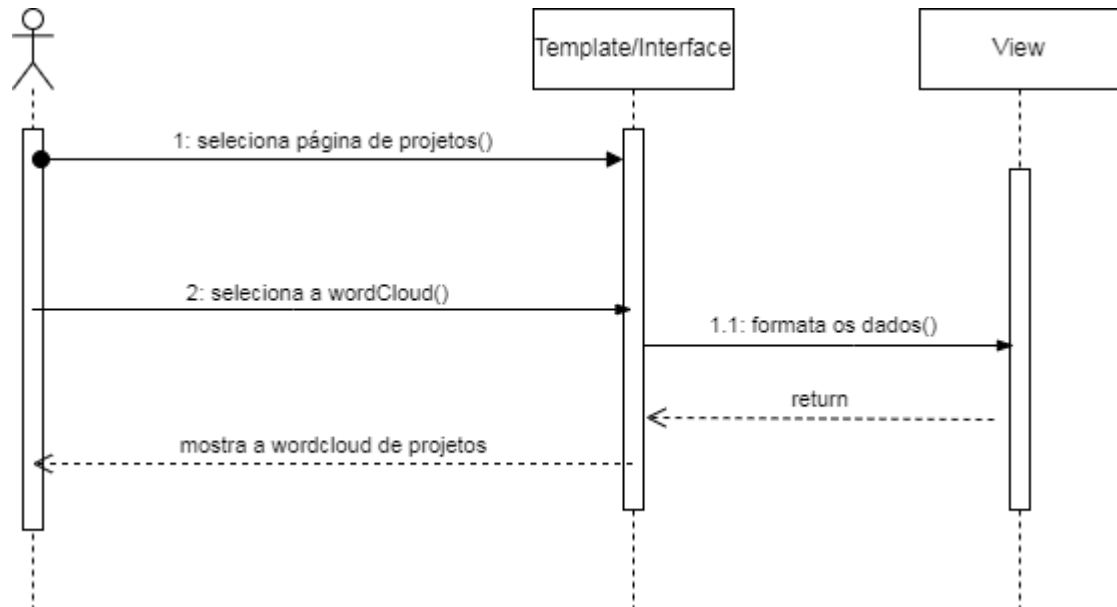 Template/Interface
View
1: seleciona página de projetos()
2: seleciona a wordCloud()
1.1: formata os dados()
return
mostra a wordcloud de projetos